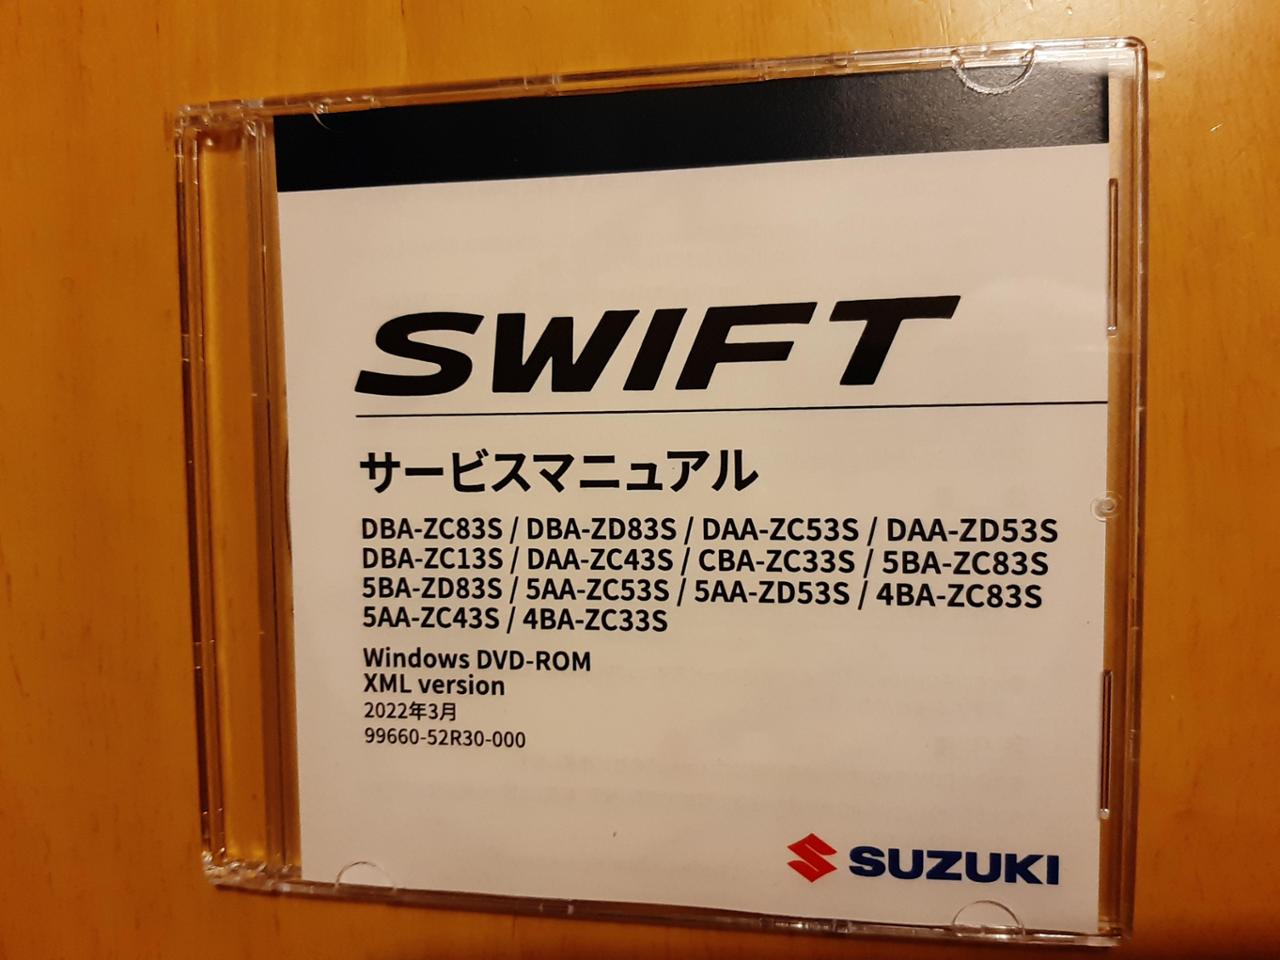 SWIFT
サービスマニュアル
DBA-ZC83S / DBA-ZD83S / DAA-ZC53S / DAA-ZD53S
DBA-ZC13S / DAA-ZC43S / CBA-ZC33S / 5BA-ZC83S
5BA-ZD83S / 5AA-ZC53S / 5AA-ZD53S / 4BA-ZC83S
5AA-ZC43S / 4BA-ZC33S
Windows DVD-ROM
XML version
2022年3月
99660-52R30-000
SUZUKI